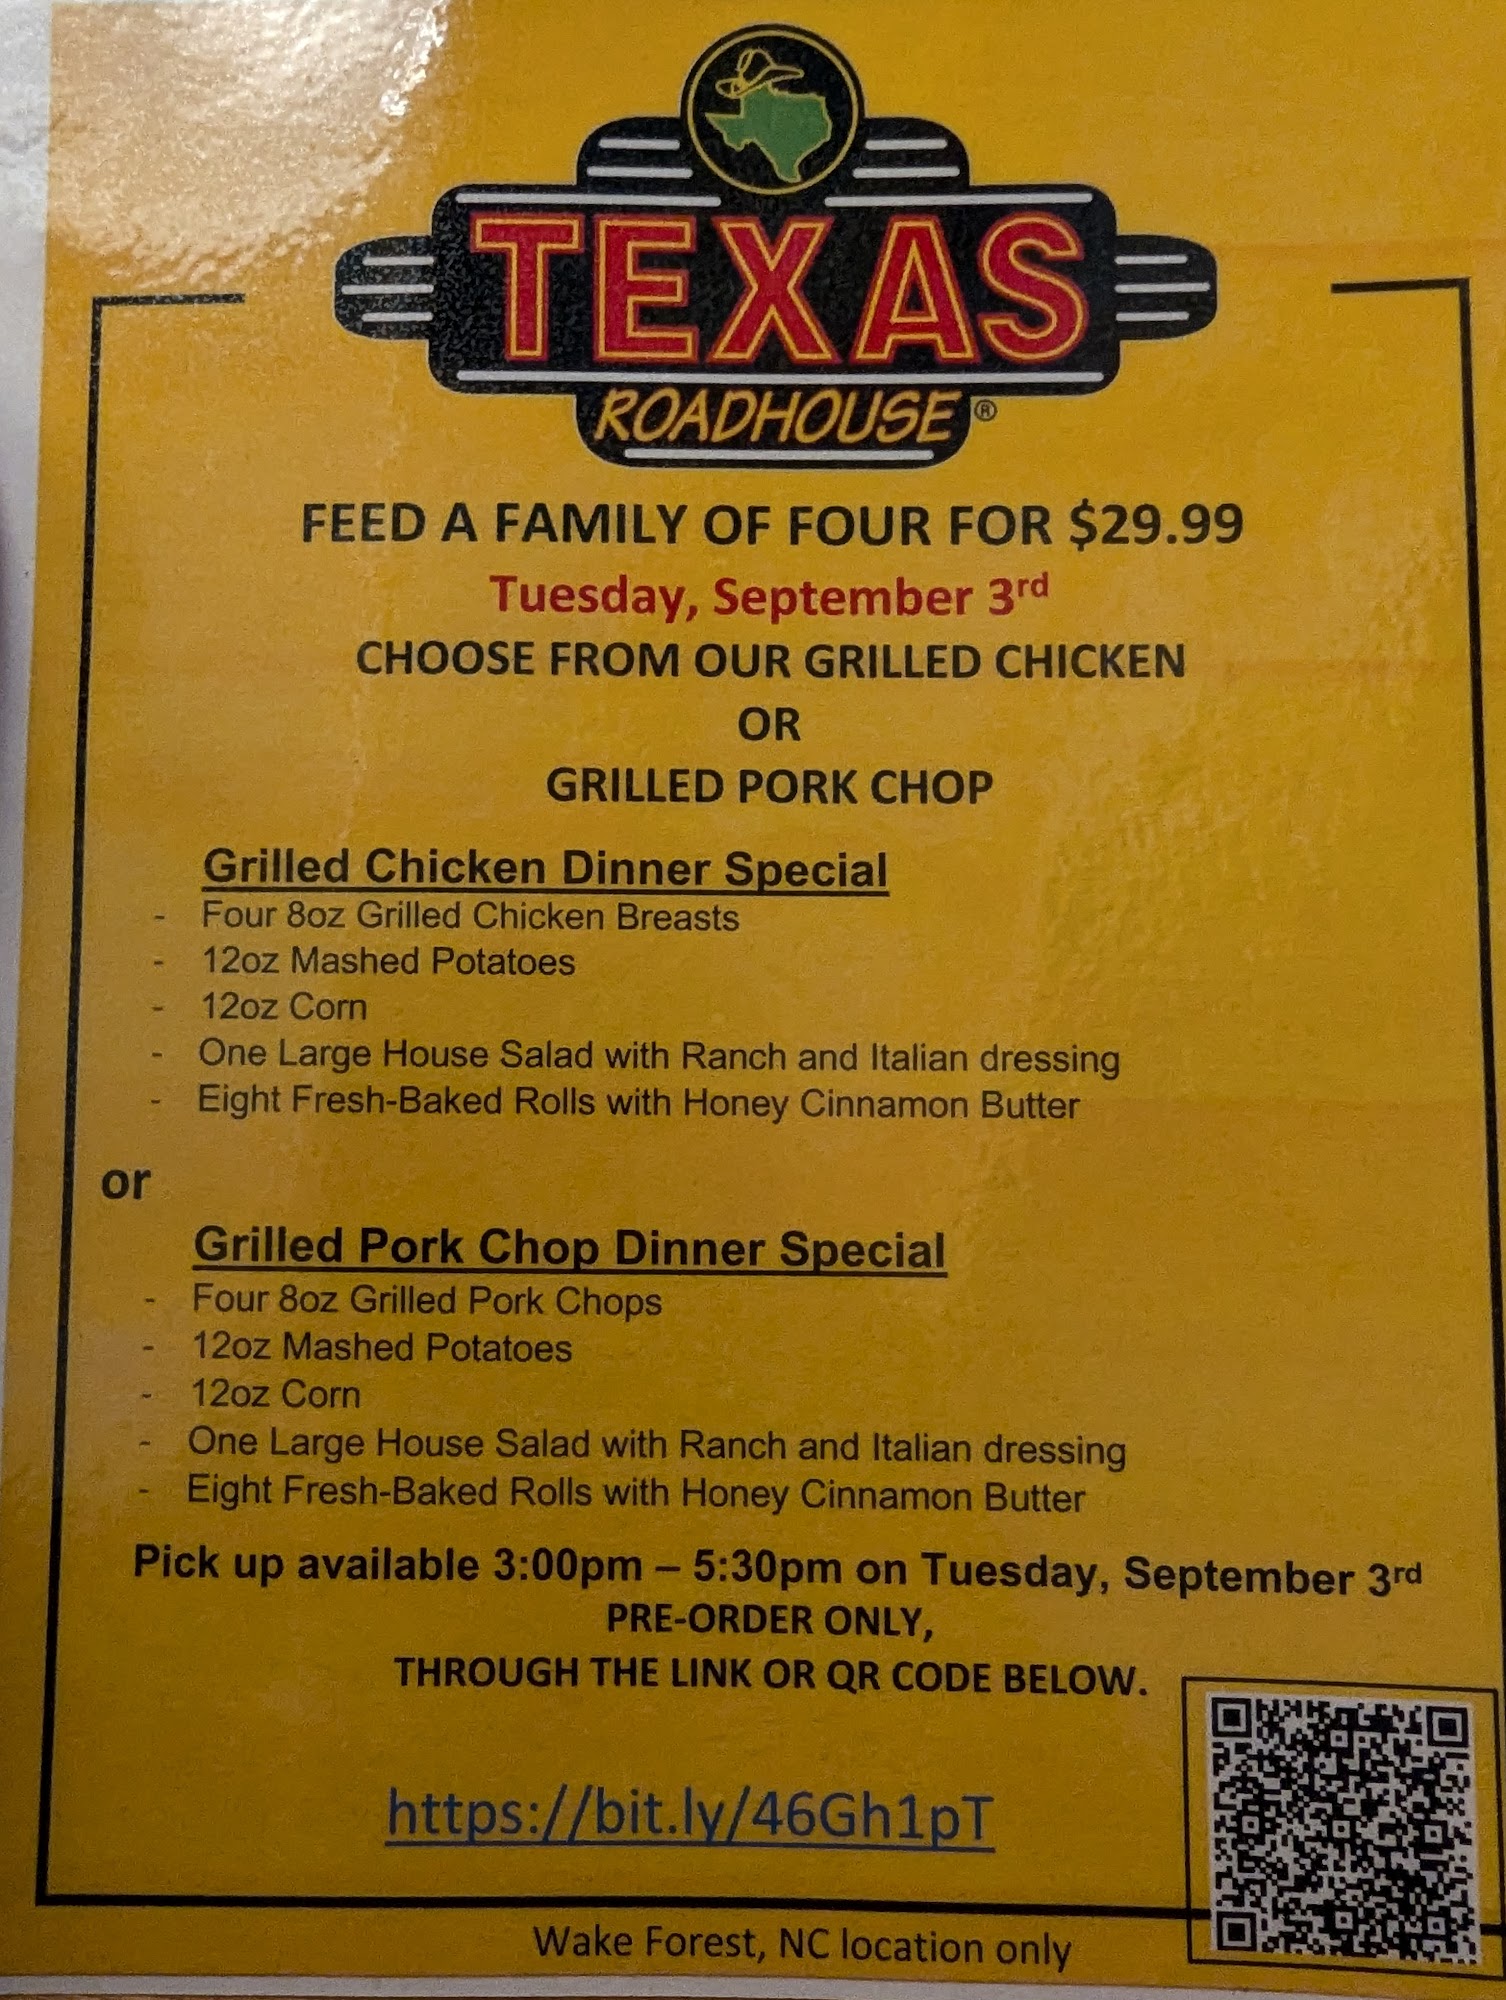 TEXAS
ROADHOUSE®
FEED A FAMILY OF FOUR FOR $29.99
Tuesday, September 3rd
CHOOSE FROM OUR GRILLED CHICKEN
OR
GRILLED PORK CHOP
Grilled Chicken Dinner Special
- Four 8oz Grilled Chicken Breasts
- 12oz Mashed Potatoes
- 12oz Corn
- One Large House Salad with Ranch and Italian dressing
- Eight Fresh-Baked Rolls with Honey Cinnamon Butter
or
Grilled Pork Chop Dinner Special
- Four 8oz Grilled Pork Chops
- 12oz Mashed Potatoes
- 12oz Corn
- One Large House Salad with Ranch and Italian dressing
- Eight Fresh-Baked Rolls with Honey Cinnamon Butter
Pick up available 3:00pm – 5:30pm on Tuesday, September 3rd
PRE-ORDER ONLY,
THROUGH THE LINK OR QR CODE BELOW.
https://bit.ly/46Gh1pT
Wake Forest, NC location only